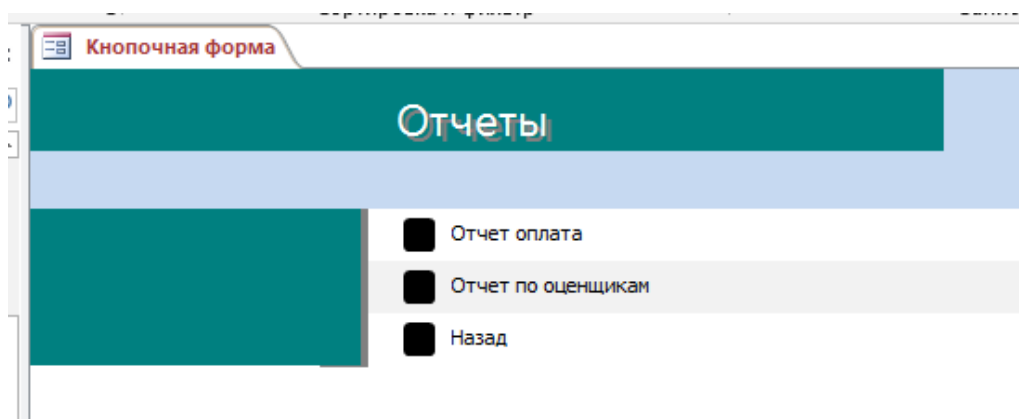 Кнопочная форма
Отчеты
Отчет оплата
Отчет по оценщикам
Назад